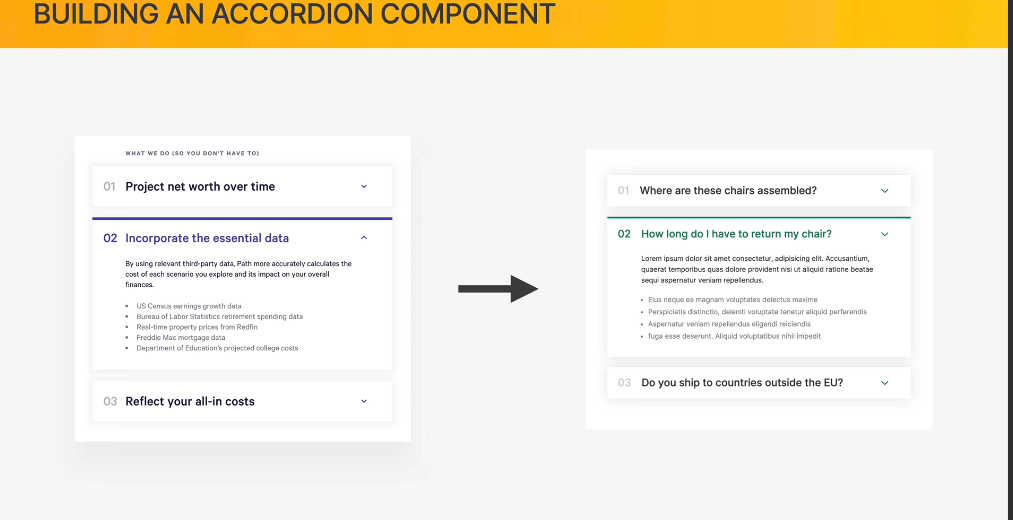 BUILDING AN ACCORDION COMPONENT
WHAT WE DO (SO YOU DON'T HAVE TO)
01 Project net worth over time
02 Incorporate the essential data
By using relevant third-party data, Path more accurately calculates the
cost of each scenario you explore and its impact on your overall
finances.
• US Census earnings growth data
• Bureau of Labor Statistics retirement spending data
• Real-time property prices from Redfin
• Freddie Mac mortgage data
• Department of Education's projected college costs
03 Reflect your all-in costs
01 Where are these chairs assembled?
02 How long do I have to return my chair?
Lorem ipsum dolor sit amet consectetur, adipisicing elit. Accusantium,
quaerat temporibus quas dolore provident nisi ut aliquid ratione beatae
sequi aspernatur veniam repellendus.
• Eius neque ea magnam voluptates delectus maxime
• Perspiciatis distinctio, deleniti voluptate tenetur aliquid perferendis
• Aspernatur veniam repellendus eligendi reiciendis
• fuga esse deserunt. Aliquid voluptatibus nihil impedit
03 Do you ship to countries outside the EU?